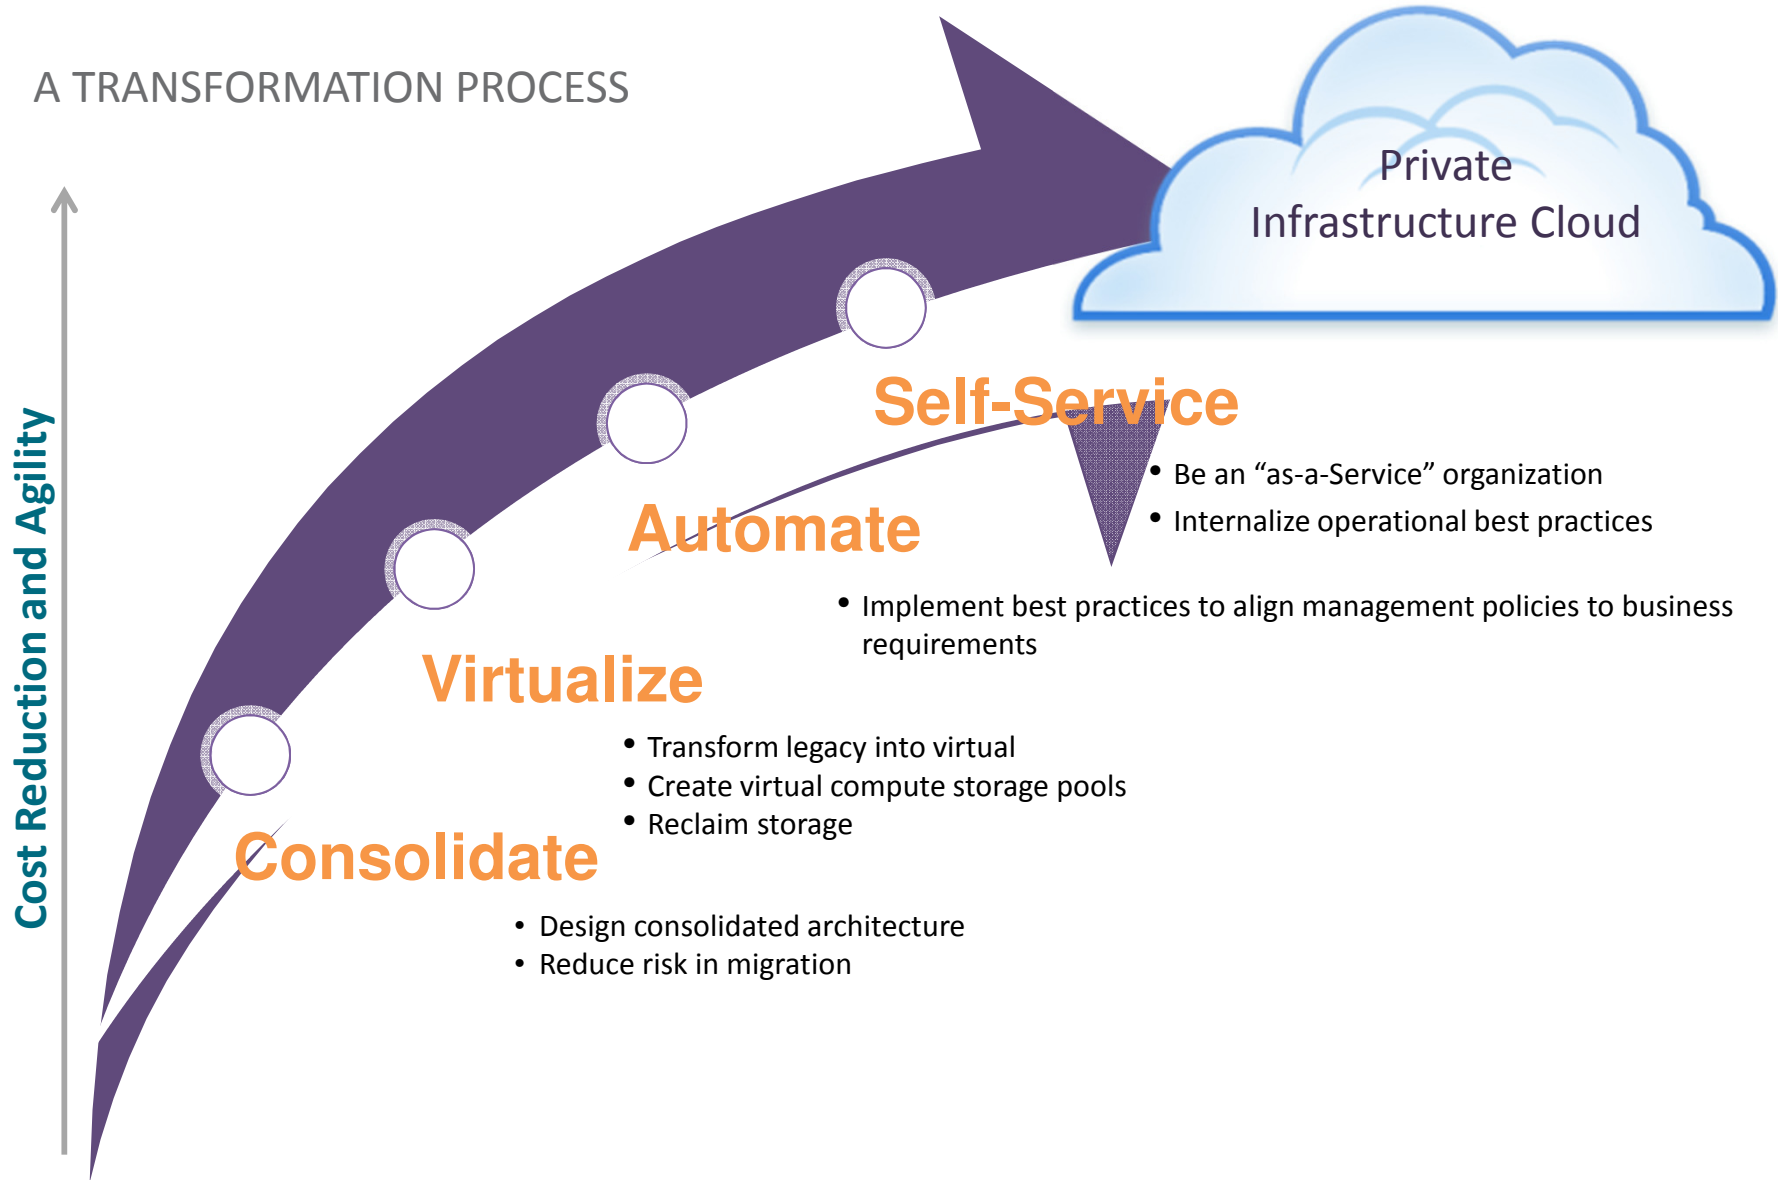 A TRANSFORMATION PROCESS
Private
Infrastructure Cloud
Cost Reduction and Agility
Self-Service
• Be an “as-a-Service” organization
• Internalize operational best practices
Automate
• Implement best practices to align management policies to business
requirements
Virtualize
• Transform legacy into virtual
• Create virtual compute storage pools
• Reclaim storage
Consolidate
• Design consolidated architecture
• Reduce risk in migration